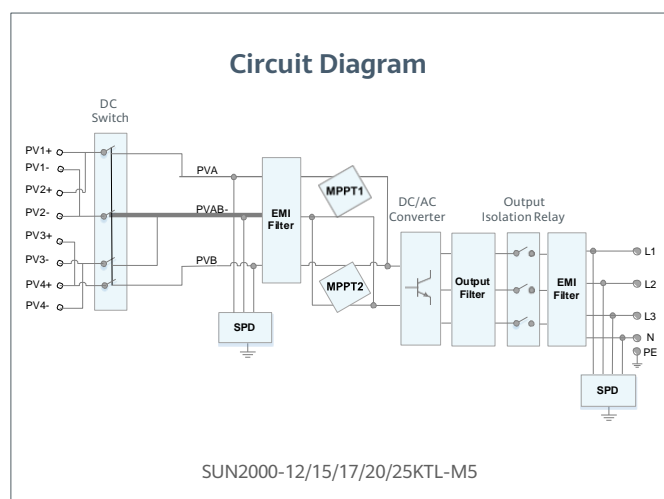 Circuit Diagram
DC
Switch
PV1+
PV1-
PV2+
PV2-
PV3+
PV3-
PV4+
PV4-
PVA
PVAB-
PVB
SPD
EMI
Filter
MPPT1
MPPT2
DC/AC
Converter
Output
Filter
Output
Isolation Relay
EMI
Filter
L1
L2
L3
N
PE
SPD
SUN2000-12/15/17/20/25KTL-M5